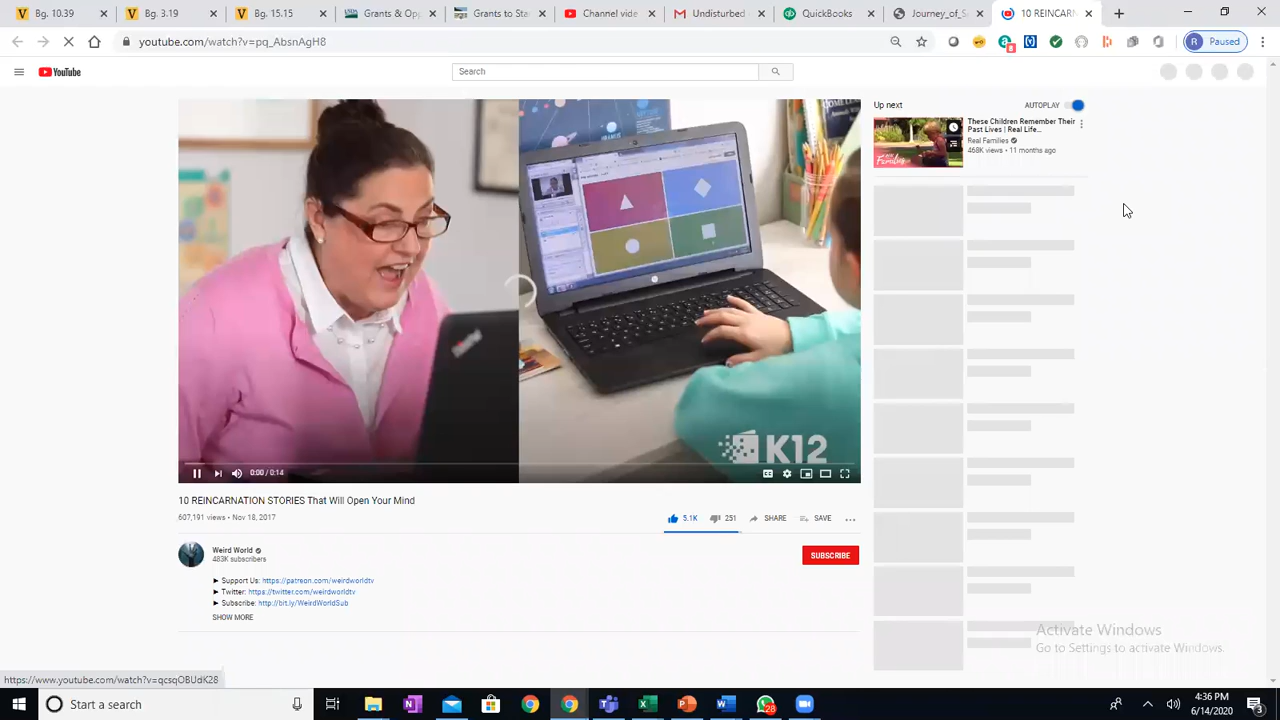 Bg. 10.39
Bg. 3.19
Grants & Opp
Grants to Ste
Channel vide
Undisturbed
QuickBooks
Journey_of_S
10 REINCAR
youtube.com/watch?v=pq_AbsnAgH8
8
R Paused
YouTube
Search
Up next
AUTOPLAY
These Children Remember Their
Past Lives | Real Life...
Real Families
468K views • 11 months ago
K12
0:00 / 0:14
10 REINCARNATION STORIES That Will Open Your Mind
607,191 views • Nov 18, 2017
5.1K 251 SHARE SAVE ...
Weird World
483K subscribers
SUBSCRIBE
► Support Us: https://patreon.com/weirdworldtv
► Twitter: https://twitter.com/weirdworldtv
► Subscribe: http://bit.ly/WeirdWorldSub
SHOW MORE
Activate Windows
Go to Settings to activate Windows.
https://www.youtube.com/watch?v=qcsqOBUdK28
Start a search
28
4:36 PM
6/14/2020
3